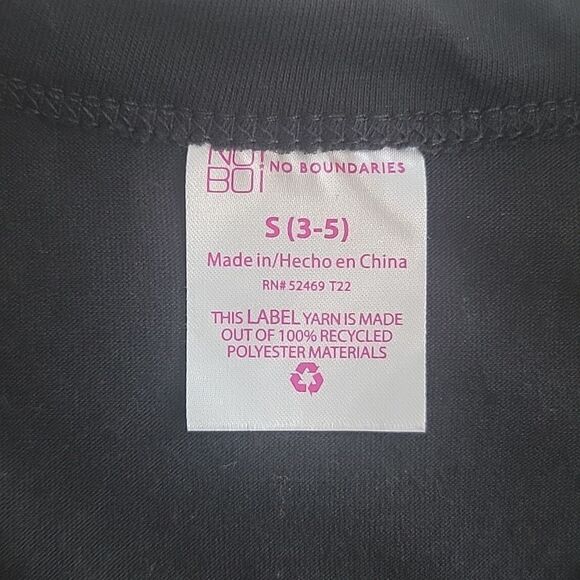 NO!
BOi
NO BOUNDARIES
S (3-5)
Made in/Hecho en China
RN# 52469 T22
THIS LABEL YARN IS MADE
OUT OF 100% RECYCLED
POLYESTER MATERIALS